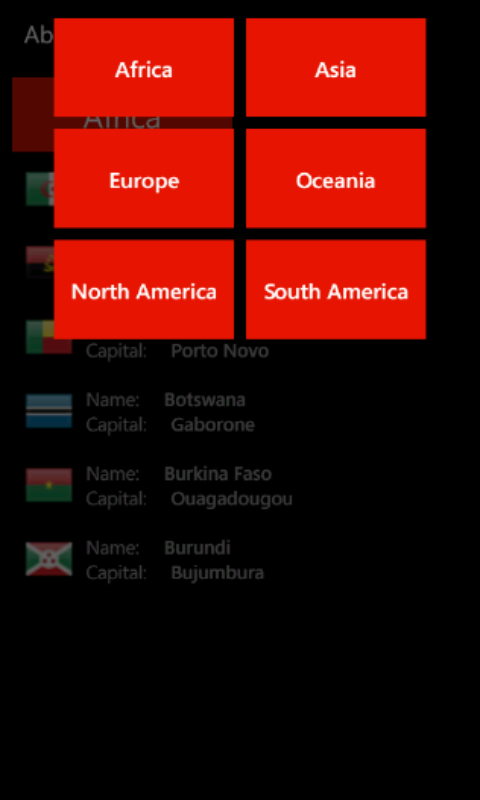 Ab
Africa Asia
Africa
Europe Oceania
North America South America
Capital: Porto Novo
Name: Botswana
Capital: Gaborone
Name: Burkina Faso
Capital: Ouagadougou
Name: Burundi
Capital: Bujumbura